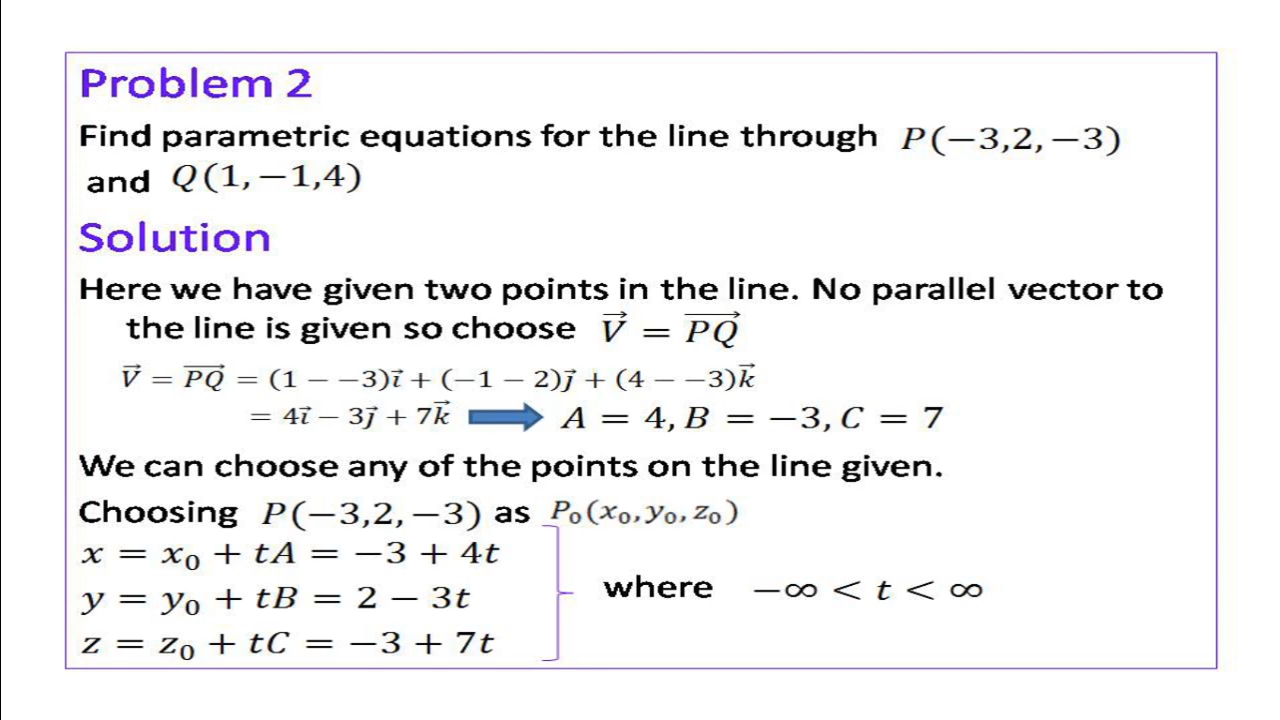 Problem 2
Find parametric equations for the line through P(−3,2,−3)
and Q(1,−1,4)
Solution
Here we have given two points in the line. No parallel vector to
the line is given so choose V⃗ = P⃗Q⃗
V⃗ = P⃗Q⃗ = (1 − −3)i⃗ + (−1 − 2)j⃗ + (4 − −3)k⃗
= 4i⃗ − 3j⃗ + 7k⃗ ➡ A = 4, B = −3, C = 7
We can choose any of the points on the line given.
Choosing P(−3,2,−3) as P₀(x₀, y₀, z₀)
x = x₀ + tA = −3 + 4t
y = y₀ + tB = 2 − 3t where −∞ < t < ∞
z = z₀ + tC = −3 + 7t